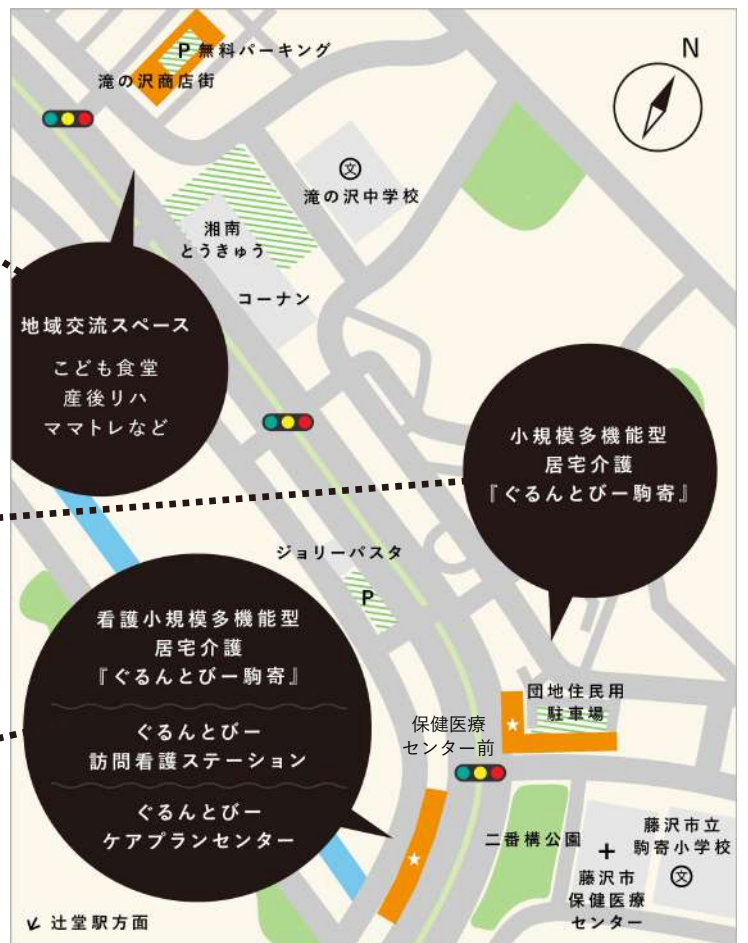 P 無料パーキング
滝の沢商店街
N
文
滝の沢中学校
湘南
とうきゅう
コーナン
地域交流スペース
こども食堂
産後リハ
ママトレなど
小規模多機能型
居宅介護
『ぐるんとびー駒寄』
ジョリーパスタ
P
看護小規模多機能型
居宅介護
『ぐるんとびー駒寄』
ぐるんとびー
訪問看護ステーション
ぐるんとびー
ケアプランセンター
団地住民用
駐車場
保健医療
センター前
二番構公園
藤沢市立
駒寄小学校
文
藤沢市
保健医療
センター
辻堂駅方面